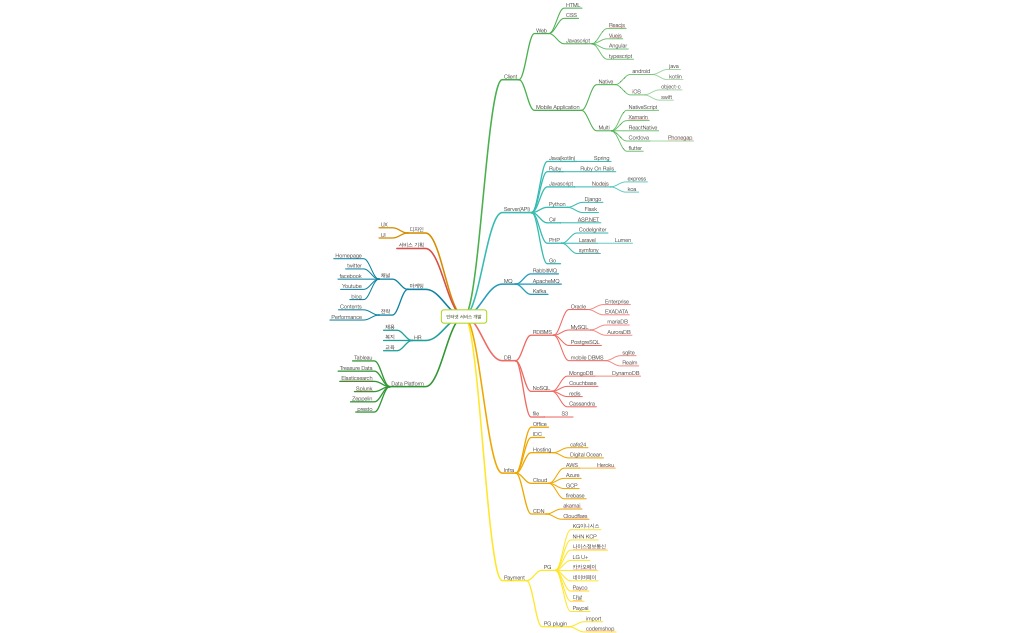 인터넷 서비스 개발
Client
Web
HTML
CSS
Javascript
Reacjs
Vuejs
Angular
typescript
Mobile Application
Native
android
java
kotlin
iOS
object c
swift
Multi
NativeScript
Xamarin
ReactNative
Cordova
Phonegap
flutter
Server(API)
Java(kotlin)
Spring
Ruby
Ruby On Rails
Javascript
Nodejs
express
koa
Python
Django
Flask
C#
ASP.NET
PHP
CodeIgniter
Laravel
Lumen
symfony
Go
MQ
RabbitMQ
ApacheMQ
Kafka
DB
RDBMS
Oracle
Enterprise
EXADATA
MySQL
mariaDB
AuroraDB
PostgreSQL
mobile DBMS
sqlite
Realm
NoSQL
MongoDB
DynamoDB
Couchbase
redis
Cassandra
file
S3
Infra
Office
IDC
Hosting
cafe24
Digital Ocean
Cloud
AWS
Heroku
Azure
GCP
firebase
CDN
akamai
Cloudflare
Payment
PG
KG이니시스
NHN KCP
나이스정보통신
LG U+
카카오페이
네이버페이
Payco
다날
Paypal
PG plugin
import
codemshop
디자인
UX
UI
서비스 기획
마케팅
채널
Homepage
twitter
facebook
Youtube
blog
전략
Contents
Performance
HR
채용
복지
교육
Data Platform
Tableau
Treasure Data
Elasticsearch
Splunk
Zeppelin
presto